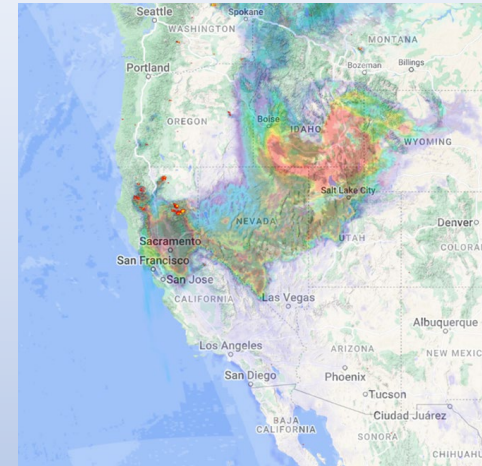 Seattle
Spokane
WASHINGTON
MONTANA
Portland
Bozeman
Billings
OREGON
Boise
IDAHO
WYOMING
Salt Lake City
NEVADA
Denver
Sacramento
UTAH
COLORA
San Francisco
San Jose
CALIFORNIA
Las Vegas
Albuquerque
Los Angeles
ARIZONA
NEW MEXIC
San Diego
Phoenix
Tucson
BAJA
CALIFORNIA
Ciudad Juárez
SONORA
CHIHUAHU